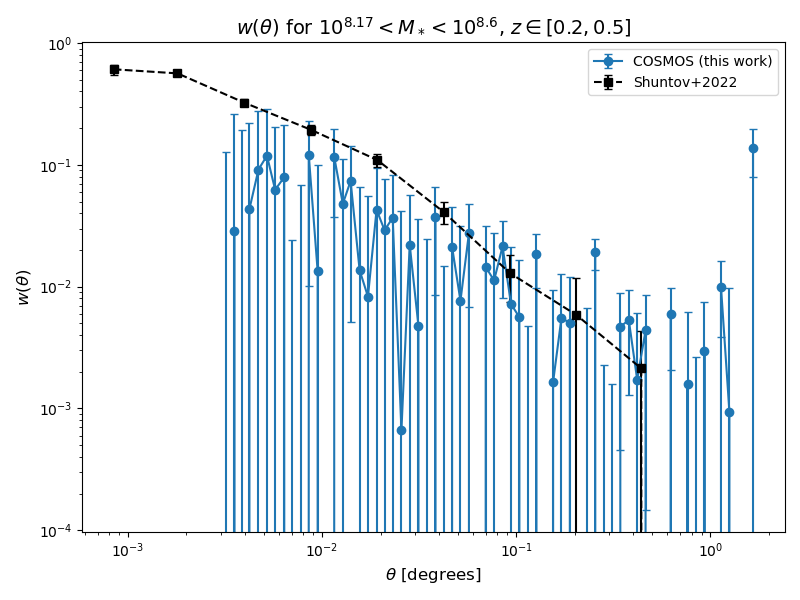 w(θ) for 10^8.17 < M_* < 10^8.6, z ∈ [0.2, 0.5]
COSMOS (this work)
Shuntov+2022
w(θ)
10^0
10^-1
10^-2
10^-3
10^-4
10^-3 10^-2 10^-1 10^0
θ [degrees]